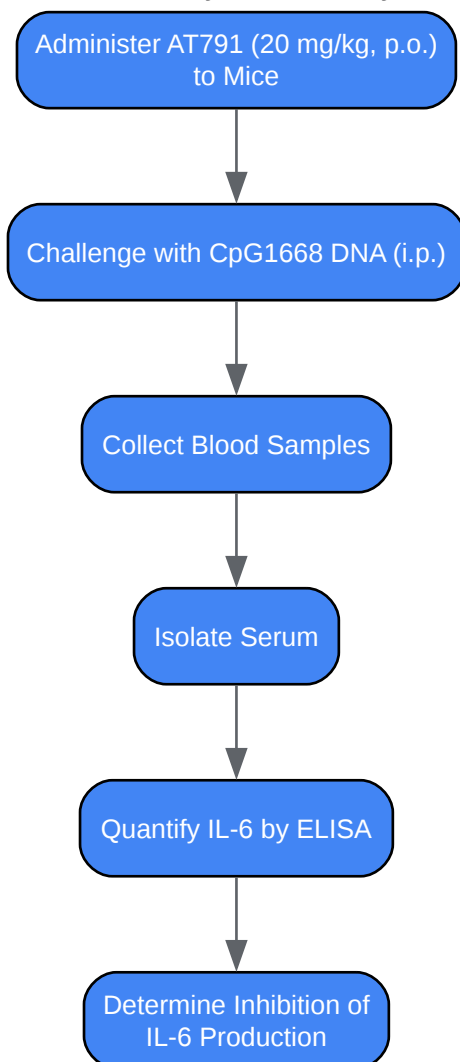 Administer AT791 (20 mg/kg, p.o.)
to Mice
Challenge with CpG1668 DNA (i.p.)
Collect Blood Samples
Isolate Serum
Quantify IL-6 by ELISA
Determine Inhibition of
IL-6 Production